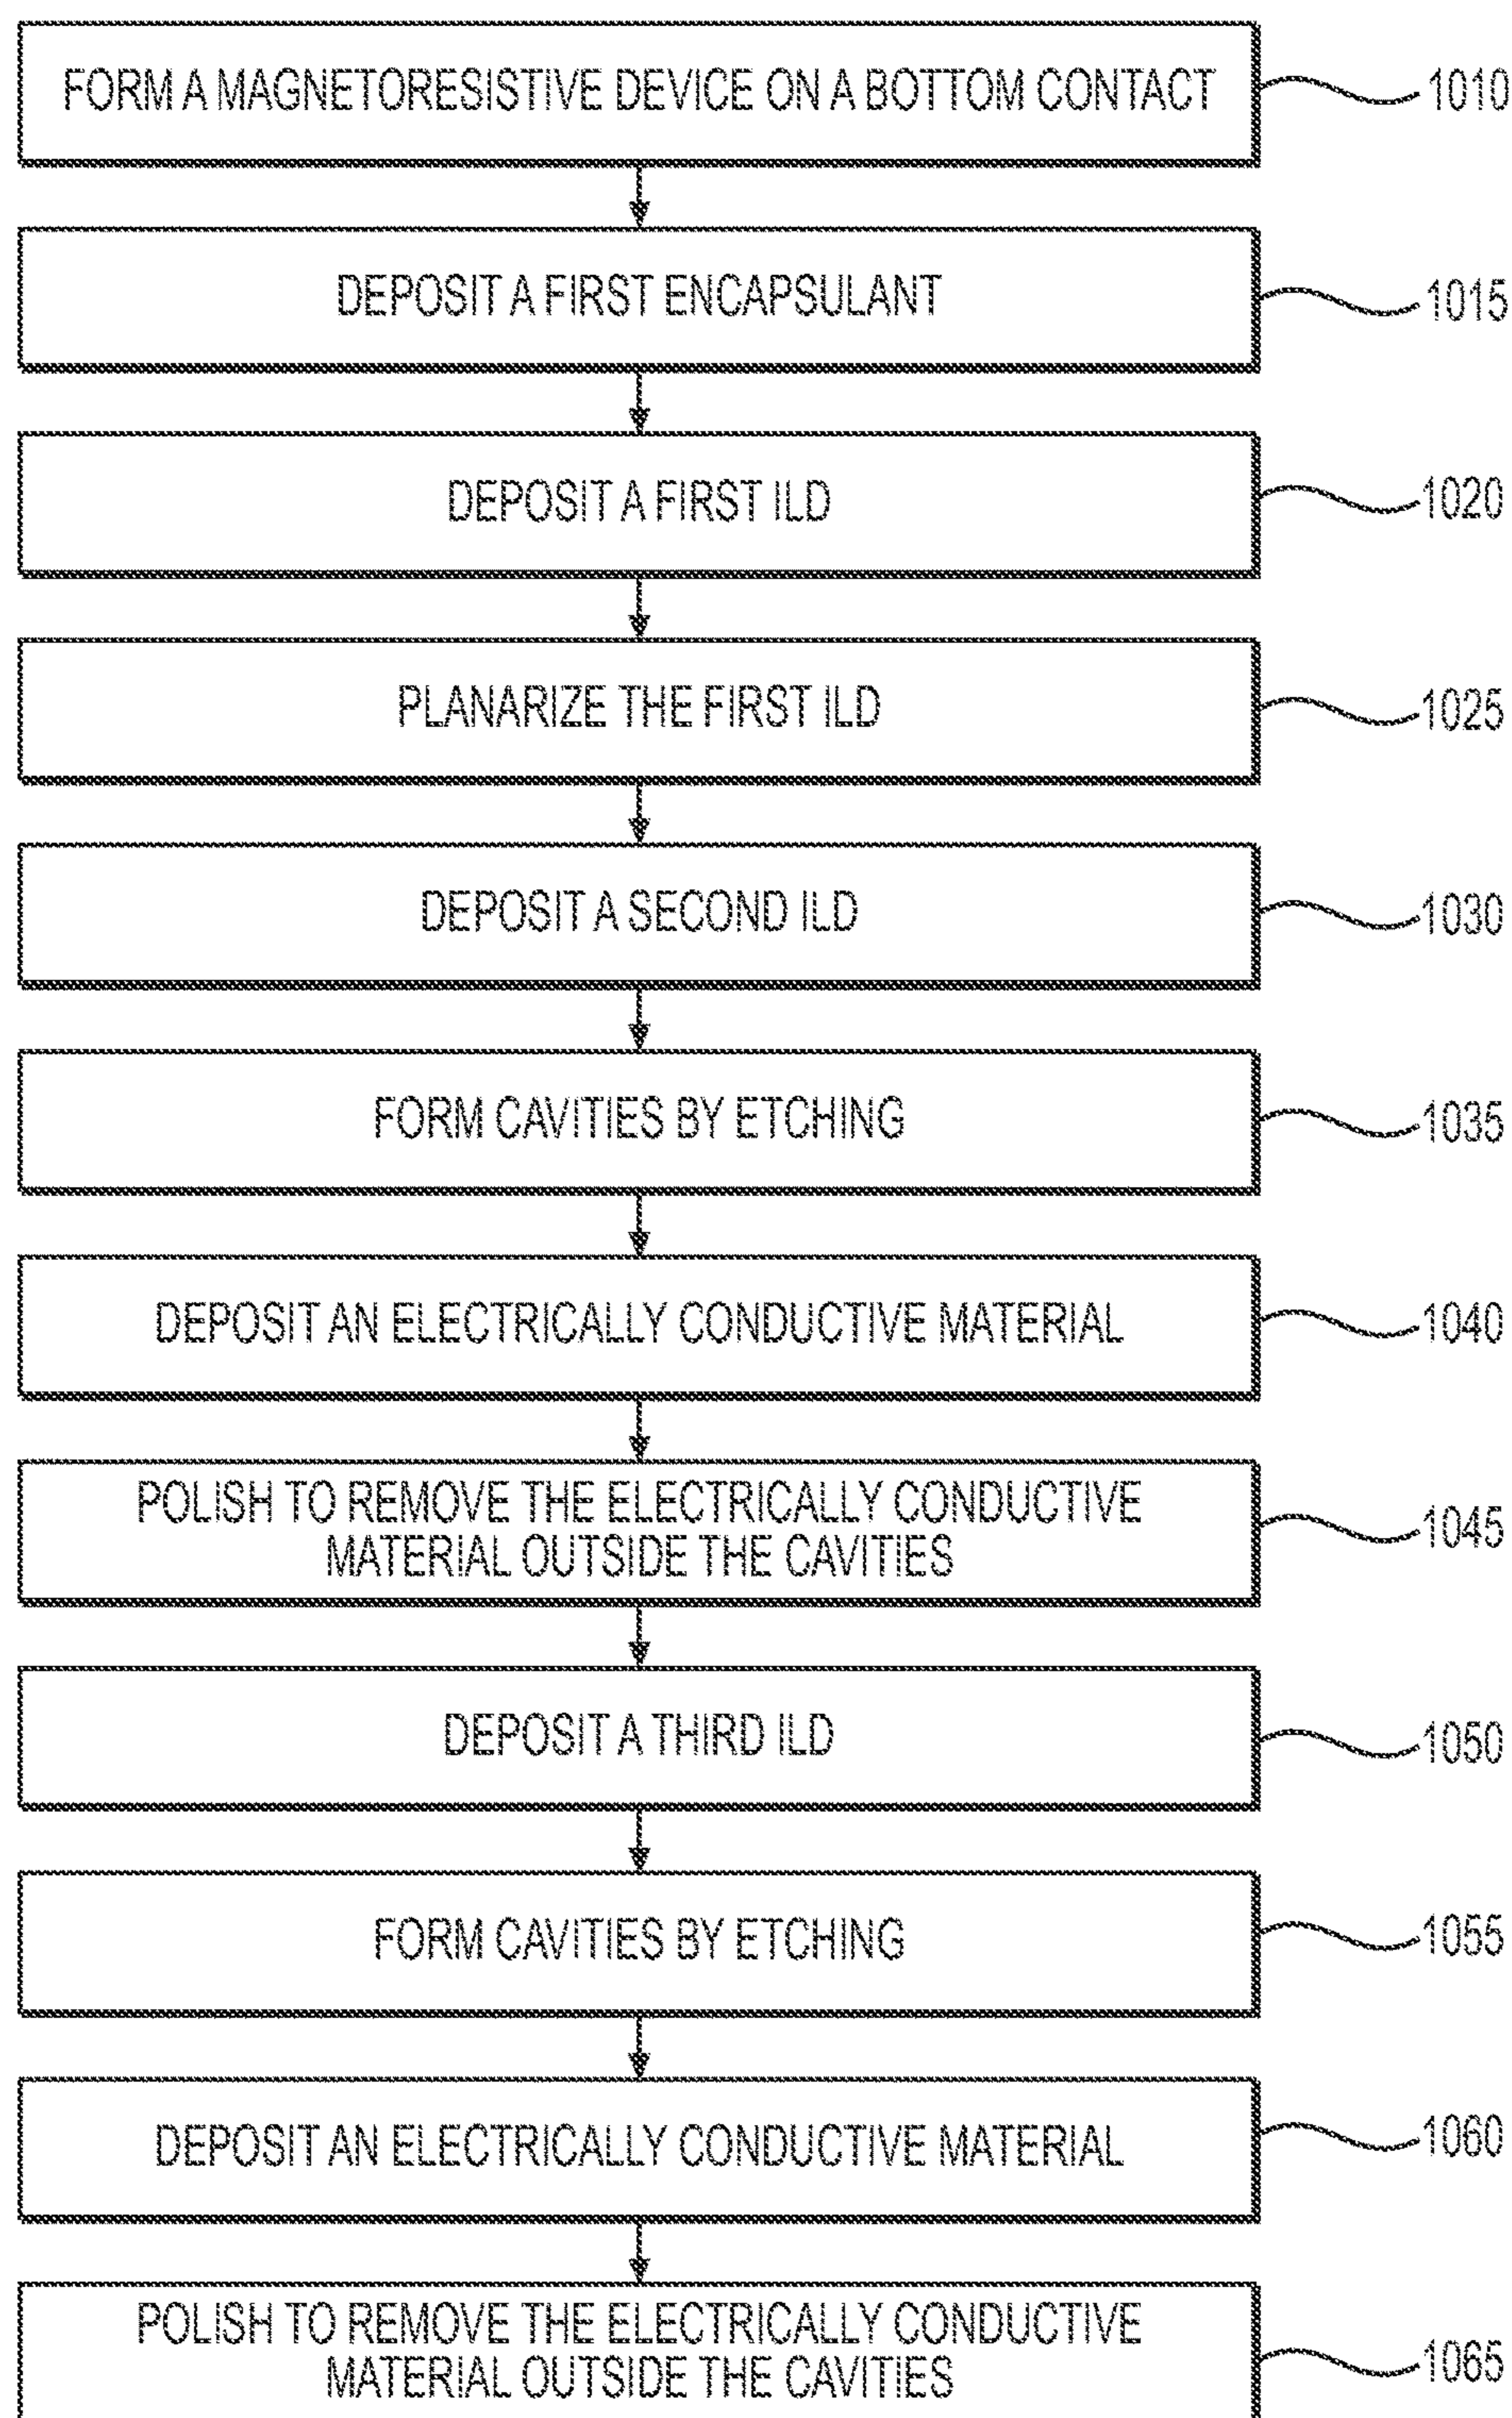 FORM A MAGNETORESISTIVE DEVICE ON A BOTTOM CONTACT
1010
DEPOSIT A FIRST ENCAPSULANT
1015
DEPOSIT A FIRST ILD
1020
PLANARIZE THE FIRST ILD
1025
DEPOSIT A SECOND ILD
1030
FORM CAVITIES BY ETCHING
1035
DEPOSIT AN ELECTRICALLY CONDUCTIVE MATERIAL
1040
POLISH TO REMOVE THE ELECTRICALLY CONDUCTIVE
MATERIAL OUTSIDE THE CAVITIES
1045
DEPOSIT A THIRD ILD
1050
FORM CAVITIES BY ETCHING
1055
DEPOSIT AN ELECTRICALLY CONDUCTIVE MATERIAL
1060
POLISH TO REMOVE THE ELECTRICALLY CONDUCTIVE
MATERIAL OUTSIDE THE CAVITIES
1065